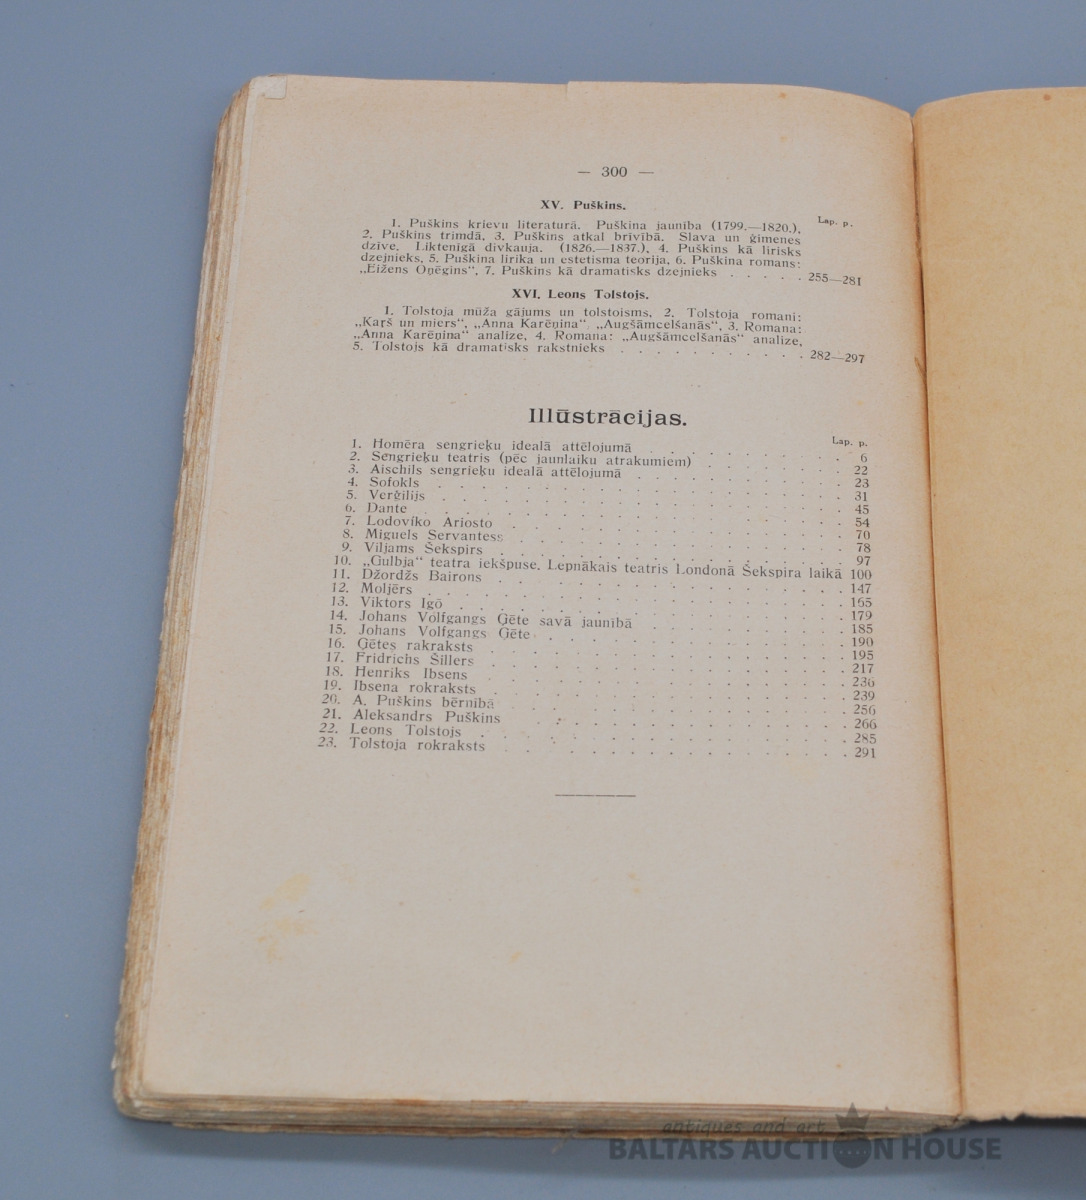 — 300 —
XV. Puškins.
Lap. p.
1. Puškins krievu literaturā. Puškina jaunība (1799.—1820.),
2. Puškins trimdā, 3. Puškins atkal brīvībā. Slava un ģimenes
dzīve. Liktenīgā divkauja. (1826.—1837.), 4. Puškins kā lirisks
dzejnieks, 5. Puškina lirika un estetisma teorija, 6. Puškina romans:
„Eižens Oņēgins“, 7. Puškins kā dramatisks dzejnieks . . . . . 255—281
XVI. Leons Tolstojs.
1. Tolstoja mūža gājums un tolstoisms, 2. Tolstoja romani:
„Kaŗš un miers“, „Anna Karēņina“, „Augšāmcelšanās“, 3. Romana:
„Anna Karēņina“ analize, 4. Romana: „Augšāmcelšanās“ analize,
5. Tolstojs kā dramatisks rakstnieks . . . . . . . . . . 282—297
Illūstrācijas.
Lap. p.
1. Homēra sengrieķu ideālā attēlojumā . . . . . . . . 6
2. Sengrieķu teatris (pēc jaunlaiku atrakumiem) . . . . . . 22
3. Aischils sengrieķu ideālā attēlojumā . . . . . . . . 23
4. Sofokls . . . . . . . . 31
5. Verģilijs . . . . . . . . 45
6. Dante . . . . . . . . 54
7. Lodoviko Ariosto . . . . . . . . 70
8. Miguels Servantess . . . . . . . . 78
9. Viljams Šekspirs . . . . . . . . 97
10. „Gulbja“ teatra iekšpuse. Lepnākais teatris Londonā Šekspira laikā 100
11. Džordžs Bairons . . . . . . . . 147
12. Moljērs . . . . . . . . 165
13. Viktors Igō . . . . . . . . 179
14. Johans Volfgangs Ģēte savā jaunībā . . . . . . . . 185
15. Johans Volfgangs Ģēte . . . . . . . . 190
16. Ģētes rakraksts . . . . . . . . 195
17. Fridrichs Šillers . . . . . . . . 217
18. Henriks Ibsens . . . . . . . . 236
19. Ibsena rokraksts . . . . . . . . 239
20. A. Puškins bērnībā . . . . . . . . 256
21. Aleksandrs Puškins . . . . . . . . 266
22. Leons Tolstojs . . . . . . . . 285
23. Tolstoja rokraksts . . . . . . . . 291
antiques and art
BALTARS AUCTION HOUSE